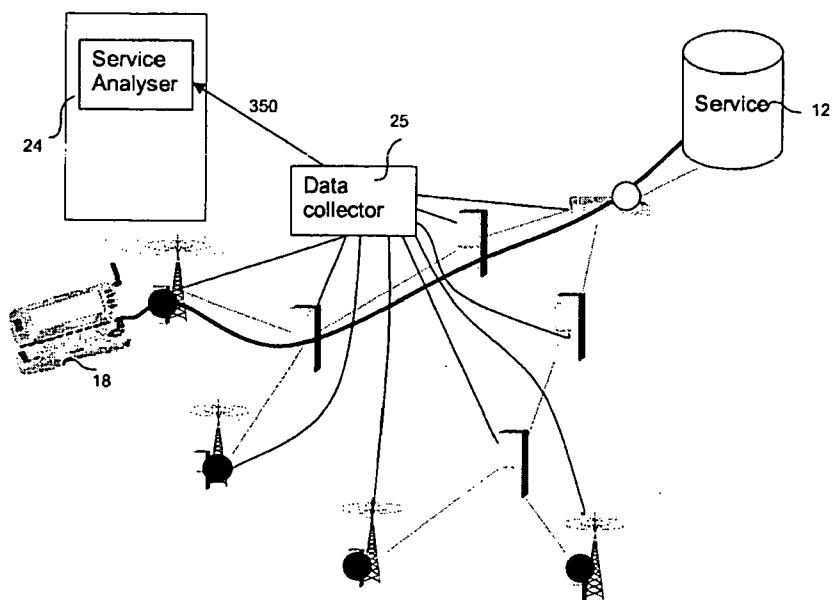 Service
Analyser
24
350
25
Data
collector
Service
12
18